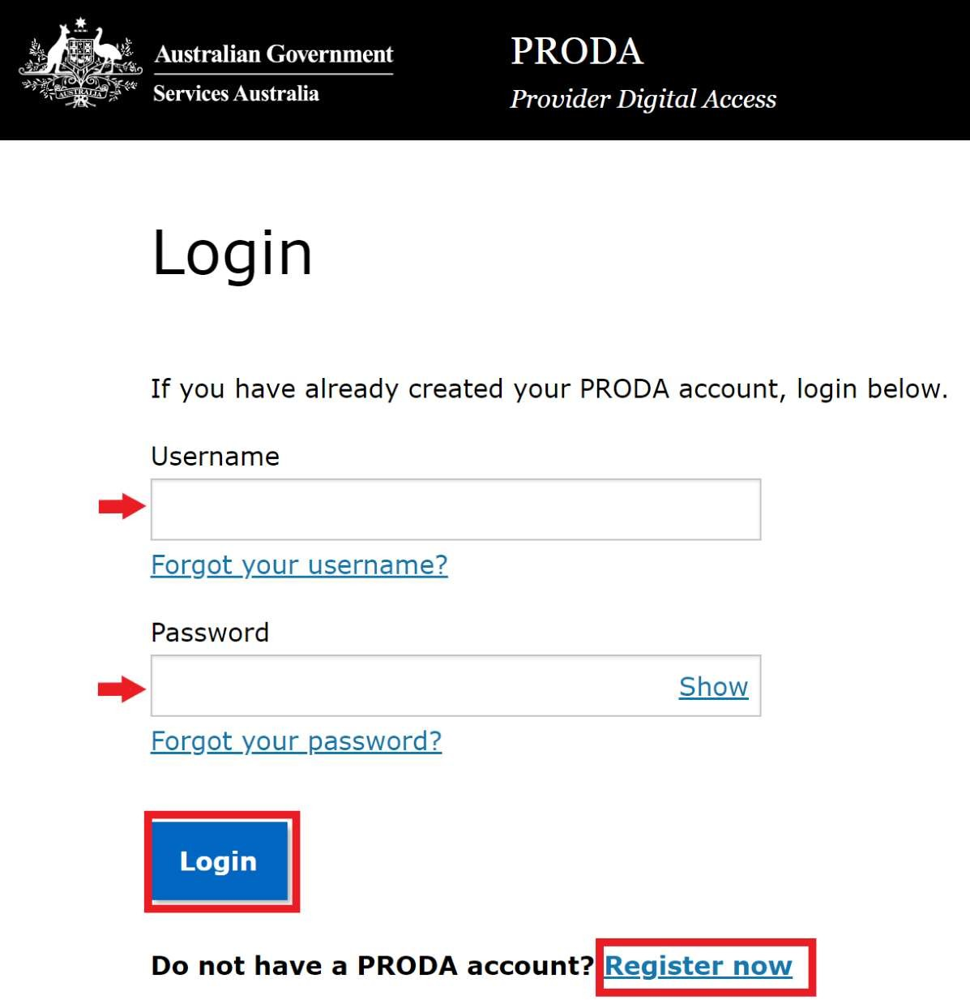 Australian Government
Services Australia
AUSTRALIA
PRODA
Provider Digital Access
Login
If you have already created your PRODA account, login below.
Username
Forgot your username?
Password
Show
Forgot your password?
Login
Do not have a PRODA account? Register now